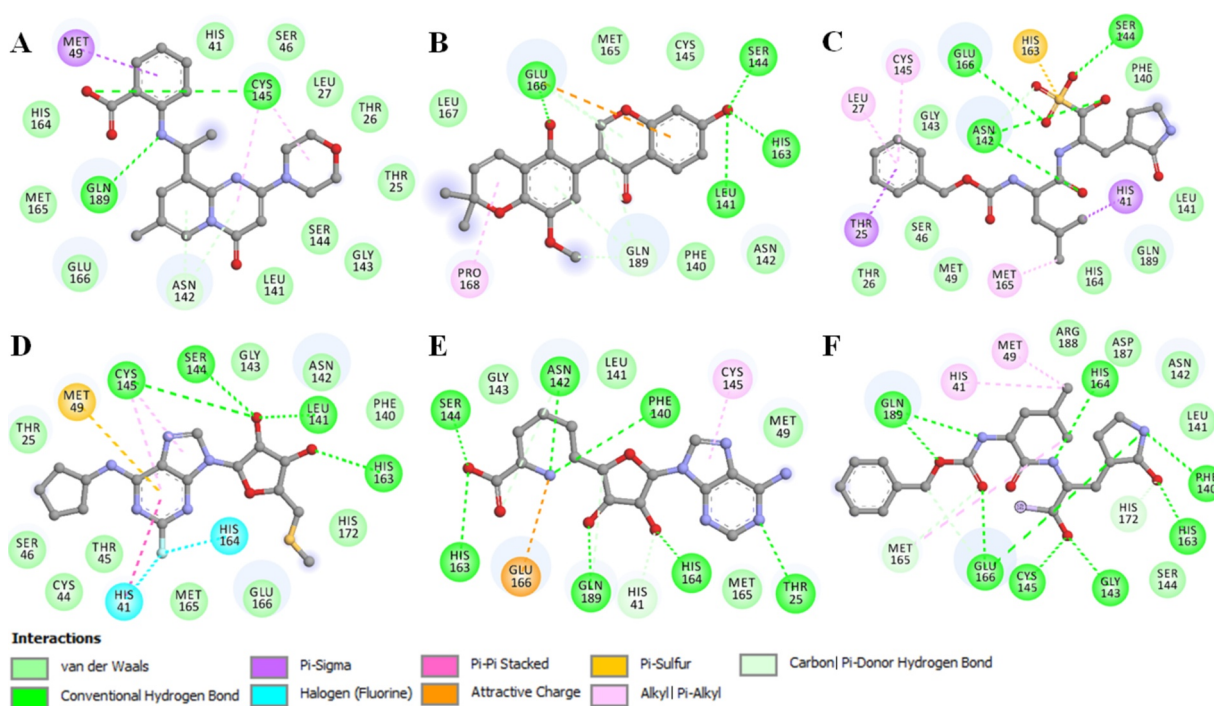 A
MET
49
HIS
41
SER
46
CYS
145
LEU
27
HIS
164
THR
26
GLN
189
THR
25
MET
165
SER
144
GLY
143
GLU
166
ASN
142
LEU
141
B
MET
165
CYS
145
SER
144
GLU
166
LEU
167
HIS
163
LEU
141
GLN
189
PHE
140
ASN
142
PRO
168
C
CYS
145
GLU
166
HIS
163
SER
144
PHE
140
LEU
27
GLY
143
ASN
142
HIS
41
LEU
141
THR
25
SER
46
GLN
189
THR
26
MET
49
MET
165
HIS
164
D
SER
144
GLY
143
ASN
142
CYS
145
MET
49
LEU
141
PHE
140
THR
25
HIS
163
HIS
164
HIS
172
SER
46
THR
45
CYS
44
HIS
41
MET
165
GLU
166
E
ASN
142
LEU
141
CYS
145
GLY
143
SER
144
PHE
140
MET
49
HIS
163
GLU
166
GLN
189
HIS
41
HIS
164
MET
165
THR
25
F
MET
49
ARG
188
ASP
187
ASN
142
HIS
41
HIS
164
GLN
189
LEU
141
PHE
140
HIS
172
MET
165
HIS
163
GLU
166
CYS
145
GLY
143
SER
144
Interactions
van der Waals
Pi-Sigma
Pi-Pi Stacked
Pi-Sulfur
Carbon| Pi-Donor Hydrogen Bond
Conventional Hydrogen Bond
Halogen (Fluorine)
Attractive Charge
Alkyl| Pi-Alkyl